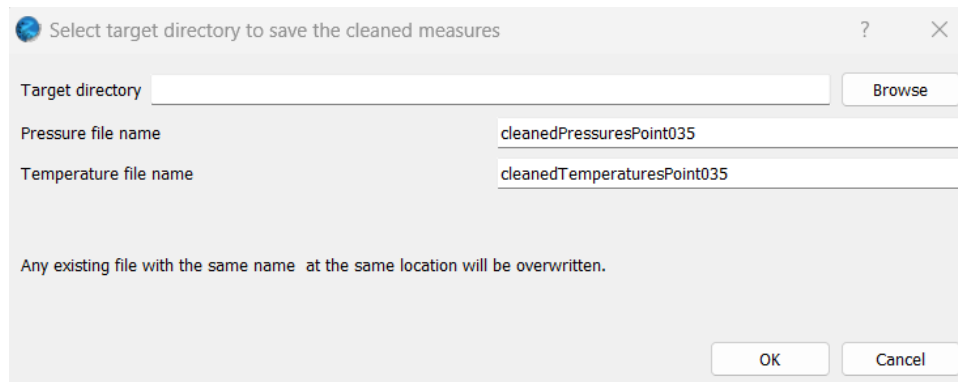 Select target directory to save the cleaned measures
Target directory
Browse
Pressure file name cleanedPressuresPoint035
Temperature file name cleanedTemperaturesPoint035
Any existing file with the same name  at the same location will be overwritten.
OK Cancel